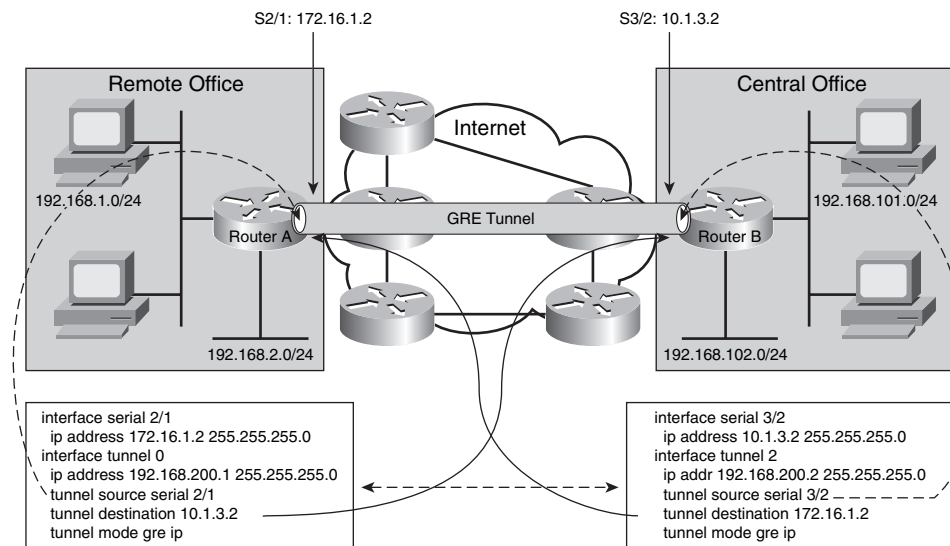 S2/1: 172.16.1.2
S3/2: 10.1.3.2
Remote Office
Internet
Central Office
192.168.1.0/24
192.168.101.0/24
Router A
GRE Tunnel
Router B
192.168.2.0/24
192.168.102.0/24
interface serial 2/1
ip address 172.16.1.2 255.255.255.0
interface tunnel 0
ip address 192.168.200.1 255.255.255.0
tunnel source serial 2/1
tunnel destination 10.1.3.2
tunnel mode gre ip
interface serial 3/2
ip address 10.1.3.2 255.255.255.0
interface tunnel 2
ip addr 192.168.200.2 255.255.255.0
tunnel source serial 3/2
tunnel destination 172.16.1.2
tunnel mode gre ip